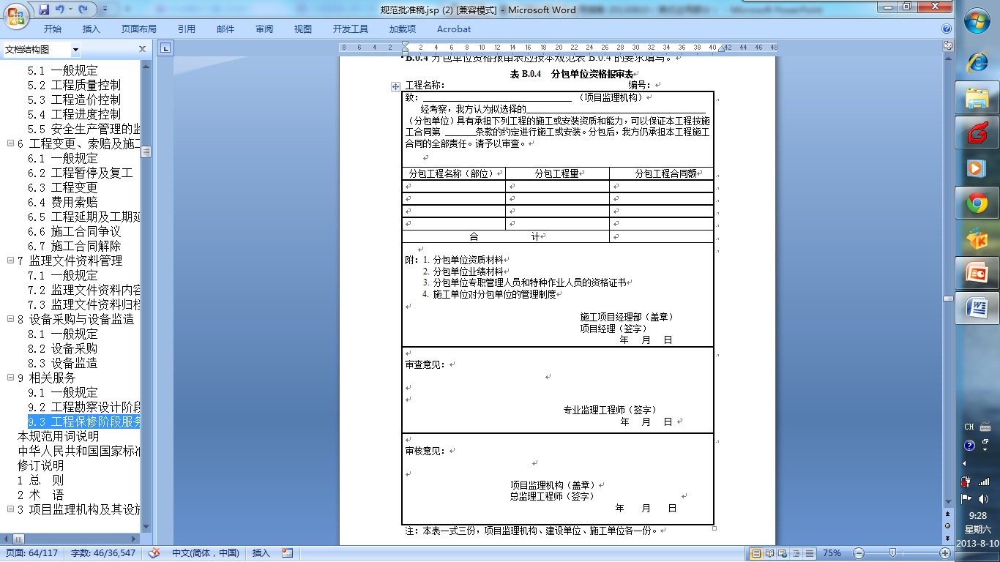 规范批准稿.jsp (2) [兼容模式] - Microsoft Word
开始 插入 页面布局 引用 邮件 审阅 视图 开发工具 加载项 Acrobat
文档结构图
5.1 一般规定
5.2 工程质量控制
5.3 工程造价控制
5.4 工程进度控制
5.5 安全生产管理的监
6 工程变更、索赔及施工
6.1 一般规定
6.2 工程暂停及复工
6.3 工程变更
6.4 费用索赔
6.5 工程延期及工期延
6.6 施工合同争议
6.7 施工合同解除
7 监理文件资料管理
7.1 一般规定
7.2 监理文件资料内容
7.3 监理文件资料归档
8 设备采购与设备监造
8.1 一般规定
8.2 设备采购
8.3 设备监造
9 相关服务
9.1 一般规定
9.2 工程勘察设计阶段
9.3 工程保修阶段服务
本规范用词说明
中华人民共和国国家标准
修订说明
1 总 则
2 术 语
3 项目监理机构及其设施
8 6 4 2 2 4 6 8 10 12 14 16 18 20 22 24 26 28 30 32 34 36 38 40 42 44 46 48
B.0.4 分包单位资格报审表应按本规范表 B.0.4 的要求填写。
表 B.0.4 分包单位资格报审表
工程名称： 编号：
致：（项目监理机构）
经考察，我方认为拟选择的
（分包单位）具有承担下列工程的施工或安装资质和能力，可以保证本工程按施
工合同第 条款的约定进行施工或安装。分包后，我方仍承担本工程施工
合同的全部责任。请予以审查。
分包工程名称（部位） 分包工程量 分包工程合同额
合 计
附：1. 分包单位资质材料
2. 分包单位业绩材料
3. 分包单位专职管理人员和特种作业人员的资格证书
4. 施工单位对分包单位的管理制度
施工项目经理部（盖章）
项目经理（签字）
年 月 日
审查意见：
专业监理工程师（签字）
年 月 日
审核意见：
项目监理机构（盖章）
总监理工程师（签字）
年 月 日
注：本表一式三份，项目监理机构、建设单位、施工单位各一份。
页面: 64/117 字数: 46/36,547 中文(简体，中国) 插入 75%
CH
9:28
星期六
2013-8-10